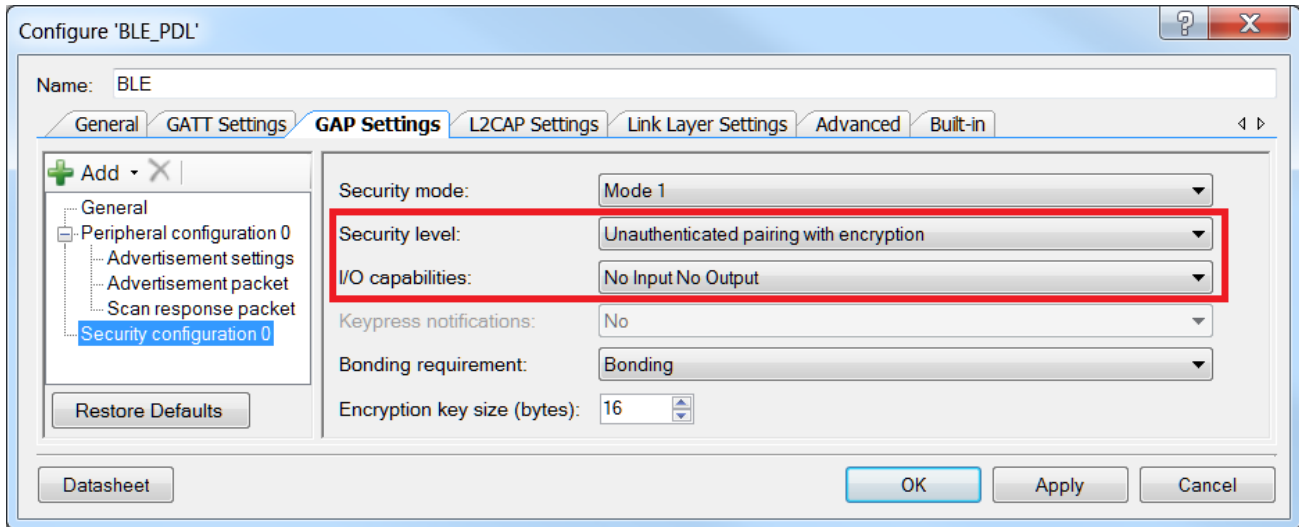 Configure 'BLE_PDL'
Name: BLE
General GATT Settings GAP Settings L2CAP Settings Link Layer Settings Advanced Built-in
Add
General
Peripheral configuration 0
Advertisement settings
Advertisement packet
Scan response packet
Security configuration 0
Restore Defaults
Security mode: Mode 1
Security level: Unauthenticated pairing with encryption
I/O capabilities: No Input No Output
Keypress notifications: No
Bonding requirement: Bonding
Encryption key size (bytes): 16
Datasheet OK Apply Cancel